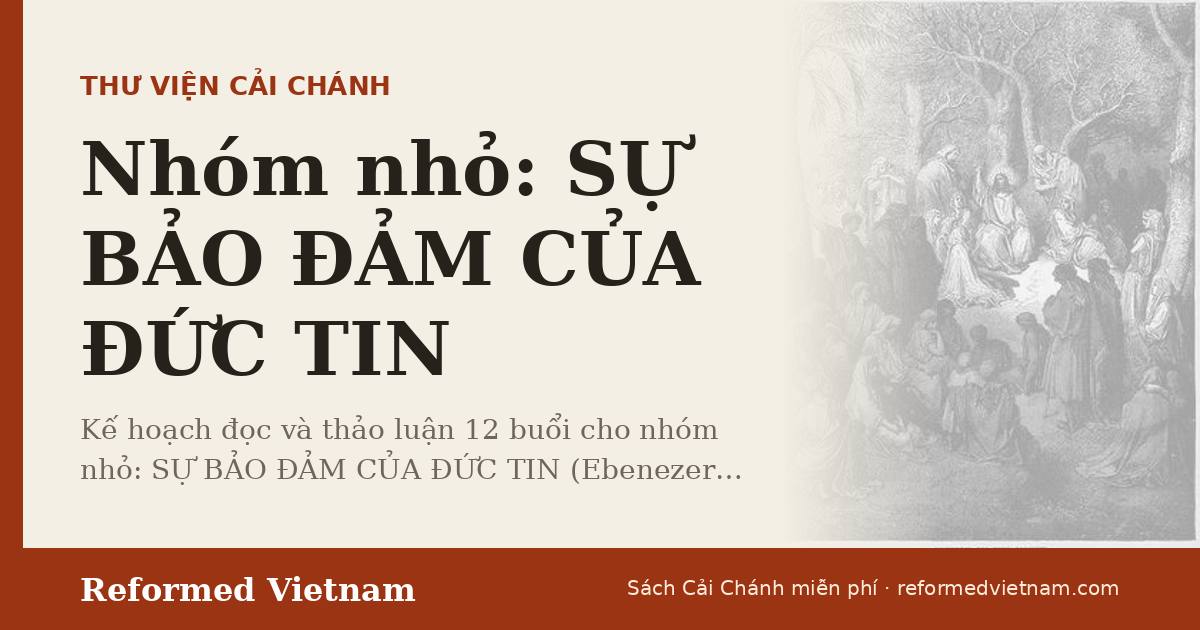 THƯ VIỆN CẢI CHÁNH
Nhóm nhỏ: SỰ
BẢO ĐẢM CỦA
ĐỨC TIN
Kế hoạch đọc và thảo luận 12 buổi cho nhóm
nhỏ: SỰ BẢO ĐẢM CỦA ĐỨC TIN (Ebenezer...
Reformed Vietnam
Sách Cải Chánh miễn phí · reformedvietnam.com